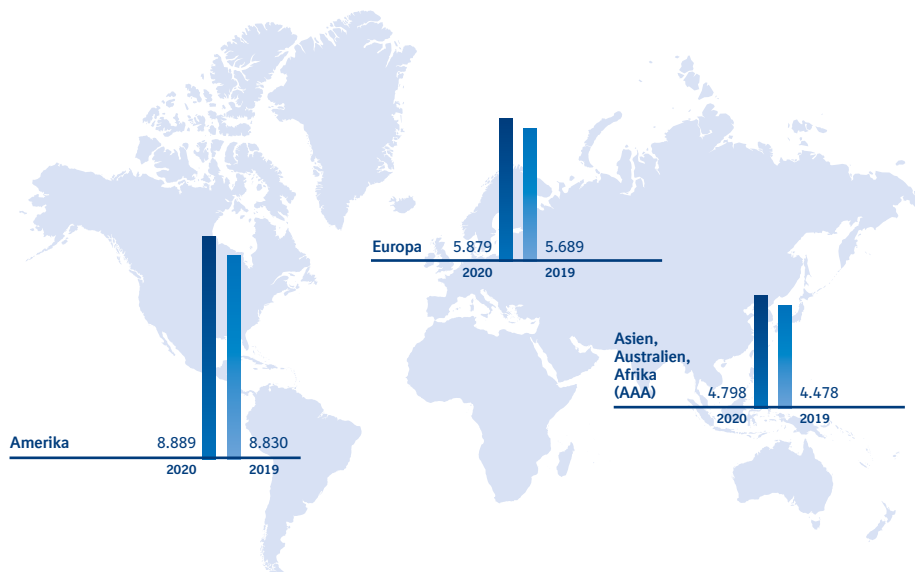 Europa 5.879 5.689
2020 2019
Asien,
Australien,
Afrika
(AAA) 4.798 4.478
2020 2019
Amerika 8.889 8.830
2020 2019